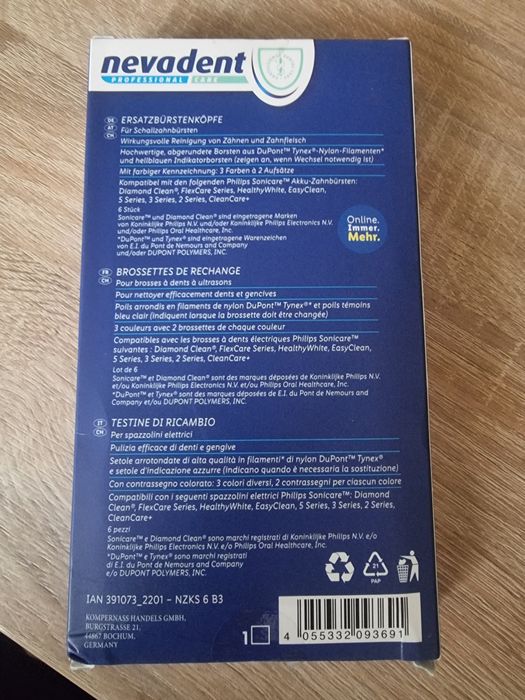 nevadent
PROFESSIONAL CARE
DE AT CH
ERSATZBÜRSTENKÖPFE
Für Schallzahnbürsten
Wirkungsvolle Reinigung von Zähnen und Zahnfleisch
Hochwertige, abgerundete Borsten aus DuPont™ Tynex®-Nylon-Filamenten*
und hellblauen Indikatorborsten (zeigen an, wenn Wechsel notwendig ist)
Mit farbiger Kennzeichnung: 3 Farben à 2 Aufsätze
Kompatibel mit den folgenden Philips Sonicare™ Akku-Zahnbürsten:
Diamond Clean®, FlexCare Series, HealthyWhite, EasyClean,
5 Series, 3 Series, 2 Series, CleanCare+
6 Stück
Sonicare™ und Diamond Clean® sind eingetragene Marken
von Koninklijke Philips N.V. und/oder Koninklijke Philips Electronics N.V.
und/oder Philips Oral Healthcare, Inc.
*DuPont™ und Tynex® sind eingetragene Warenzeichen
von E.I. du Pont de Nemours and Company
und/oder DUPONT POLYMERS, INC.
Online.
Immer.
Mehr.
FR CH
BROSSETTES DE RECHANGE
Pour brosses à dents à ultrasons
Pour nettoyer efficacement dents et gencives
Poils arrondis en filaments de nylon DuPont™ Tynex®* et poils témoins
bleu clair (indiquent lorsque la brossette doit être changée)
3 couleurs avec 2 brossettes de chaque couleur
Compatibles avec les brosses à dents électriques Philips Sonicare™
suivantes : Diamond Clean®, FlexCare Series, HealthyWhite, EasyClean,
5 Series, 3 Series, 2 Series, CleanCare+
Lot de 6
Sonicare™ et Diamond Clean® sont des marques déposées de Koninklijke Philips N.V.
et/ou Koninklijke Philips Electronics N.V. et/ou Philips Oral Healthcare, Inc.
*DuPont™ et Tynex® sont des marques déposées de E.I. du Pont de Nemours and
Company et/ou DUPONT POLYMERS, INC.
IT CH
TESTINE DI RICAMBIO
Per spazzolini elettrici
Pulizia efficace di denti e gengive
Setole arrotondate di alta qualità in filamenti* di nylon DuPont™ Tynex®
e setole d'indicazione azzurre (indicano quando è necessaria la sostituzione)
Con contrassegno colorato: 3 colori diversi, 2 contrassegni per ciascun colore
Compatibili con i seguenti spazzolini elettrici Philips Sonicare™: Diamond
Clean®, FlexCare Series, HealthyWhite, EasyClean, 5 Series, 3 Series, 2 Series,
CleanCare+
6 pezzi
Sonicare™ e Diamond Clean® sono marchi registrati di Koninklijke Philips N.V. e/o
Koninklijke Philips Electronics N.V. e/o Philips Oral Healthcare, Inc.
*DuPont™ e Tynex® sono marchi registrati
di E.I. du Pont de Nemours and Company
e/o DUPONT POLYMERS, INC.
21
PAP
IAN 391073_2201 – NZKS 6 B3
KOMPERNASS HANDELS GMBH,
BURGSTRASSE 21,
44867 BOCHUM,
GERMANY
1
4 055332 093691